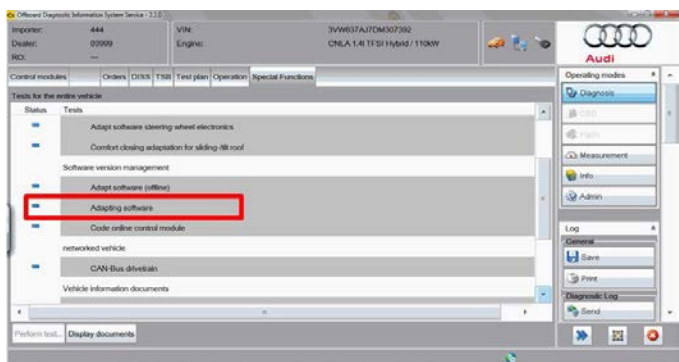 Offboard Diagnostic Information System Service - 2.2.0
Importer: 444
Dealer: 03009
RO: ---
VIN: 3VW637AJ7DM307392
Engine: CNLA 1.4l TFSI Hybrid / 110kW
Audi
Control modules Orders DISS TSB Test plan Operation Special Functions
Tests for the entire vehicle
Status Tests
Adapt software steering wheel electronics
Comfort closing adaptation for sliding-/tilt roof
Software version management
Adapt software (offline)
Adapting software
Code online control module
networked vehicle
CAN-Bus drivetrain
Vehicle information documents
Perform test... Display documents
Operating modes
Diagnosis
OBD
Flash
Measurement
Info
Admin
Log
General
Save
Print
Diagnostic Log
Send